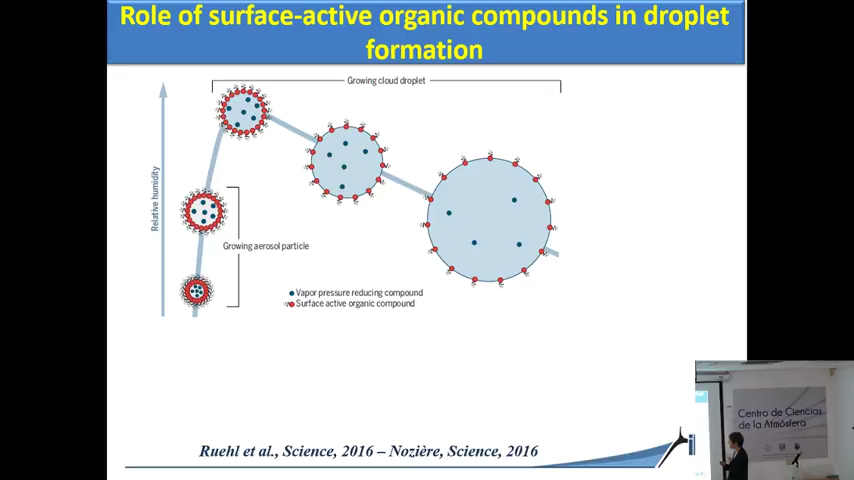 Role of surface-active organic compounds in droplet
formation
Growing cloud droplet
Relative humidity
Growing aerosol particle
Vapor pressure reducing compound
Surface active organic compound
Ruehl et al., Science, 2016 – Nozière, Science, 2016
Centro de Ciencias
de la Atmósfera